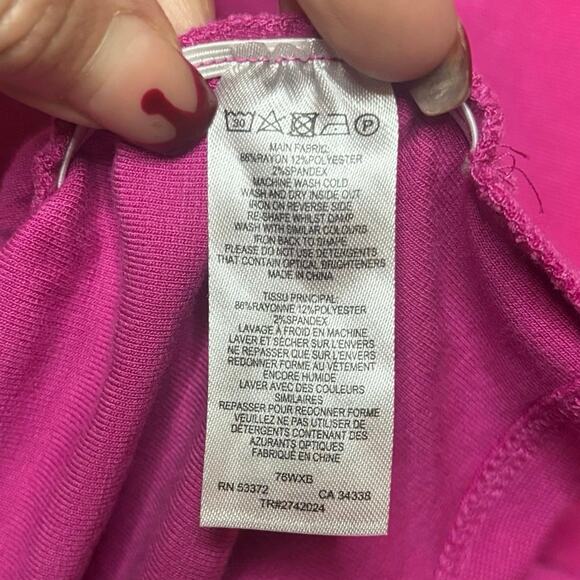 30 P
MAIN FABRIC:
86%RAYON 12%POLYESTER
2%SPANDEX
MACHINE WASH COLD
WASH AND DRY INSIDE OUT
IRON ON REVERSE SIDE
RE-SHAPE WHILST DAMP
WASH WITH SIMILAR COLOURS
IRON BACK TO SHAPE
PLEASE DO NOT USE DETERGENTS
THAT CONTAIN OPTICAL BRIGHTENERS
MADE IN CHINA
TISSU PRINCIPAL:
86%RAYONNE 12%POLYESTER
2%SPANDEX
LAVAGE À FROID EN MACHINE
LAVER ET SÉCHER SUR L'ENVERS
NE REPASSER QUE SUR L'ENVERS
REDONNER FORME AU VÊTEMENT
ENCORE HUMIDE
LAVER AVEC DES COULEURS
SIMILAIRES
REPASSER POUR REDONNER FORME
VEUILLEZ NE PAS UTILISER DE
DÉTERGENTS CONTENANT DES
AZURANTS OPTIQUES
FABRIQUÉ EN CHINE
76WXB
RN 53372 CA 34338
TR#2742024